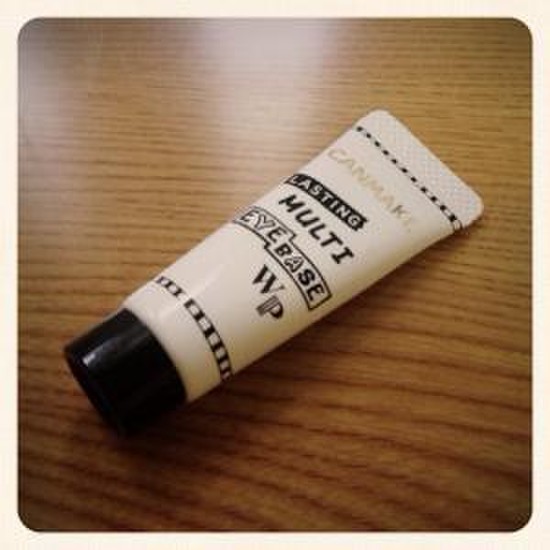 CANMAKE
LASTING
MULTI
EYE BASE
WP